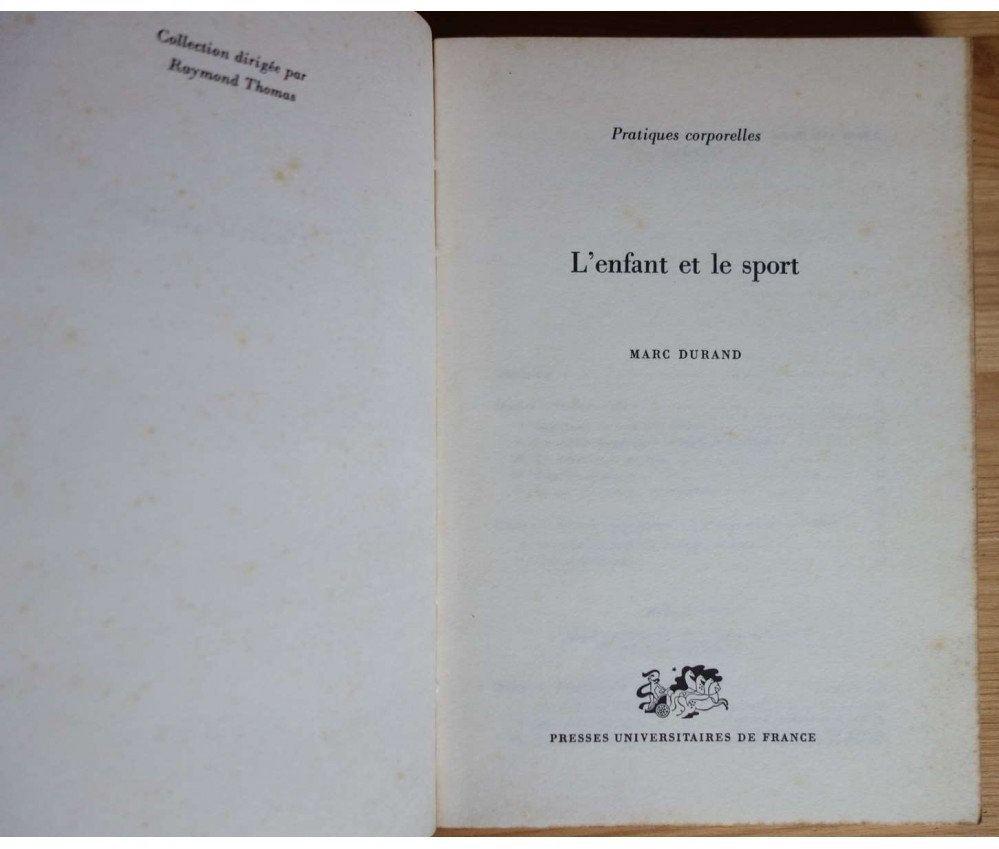 Collection dirigée par
Raymond Thomas
Pratiques corporelles
L'enfant et le sport
MARC DURAND
PRESSES UNIVERSITAIRES DE FRANCE